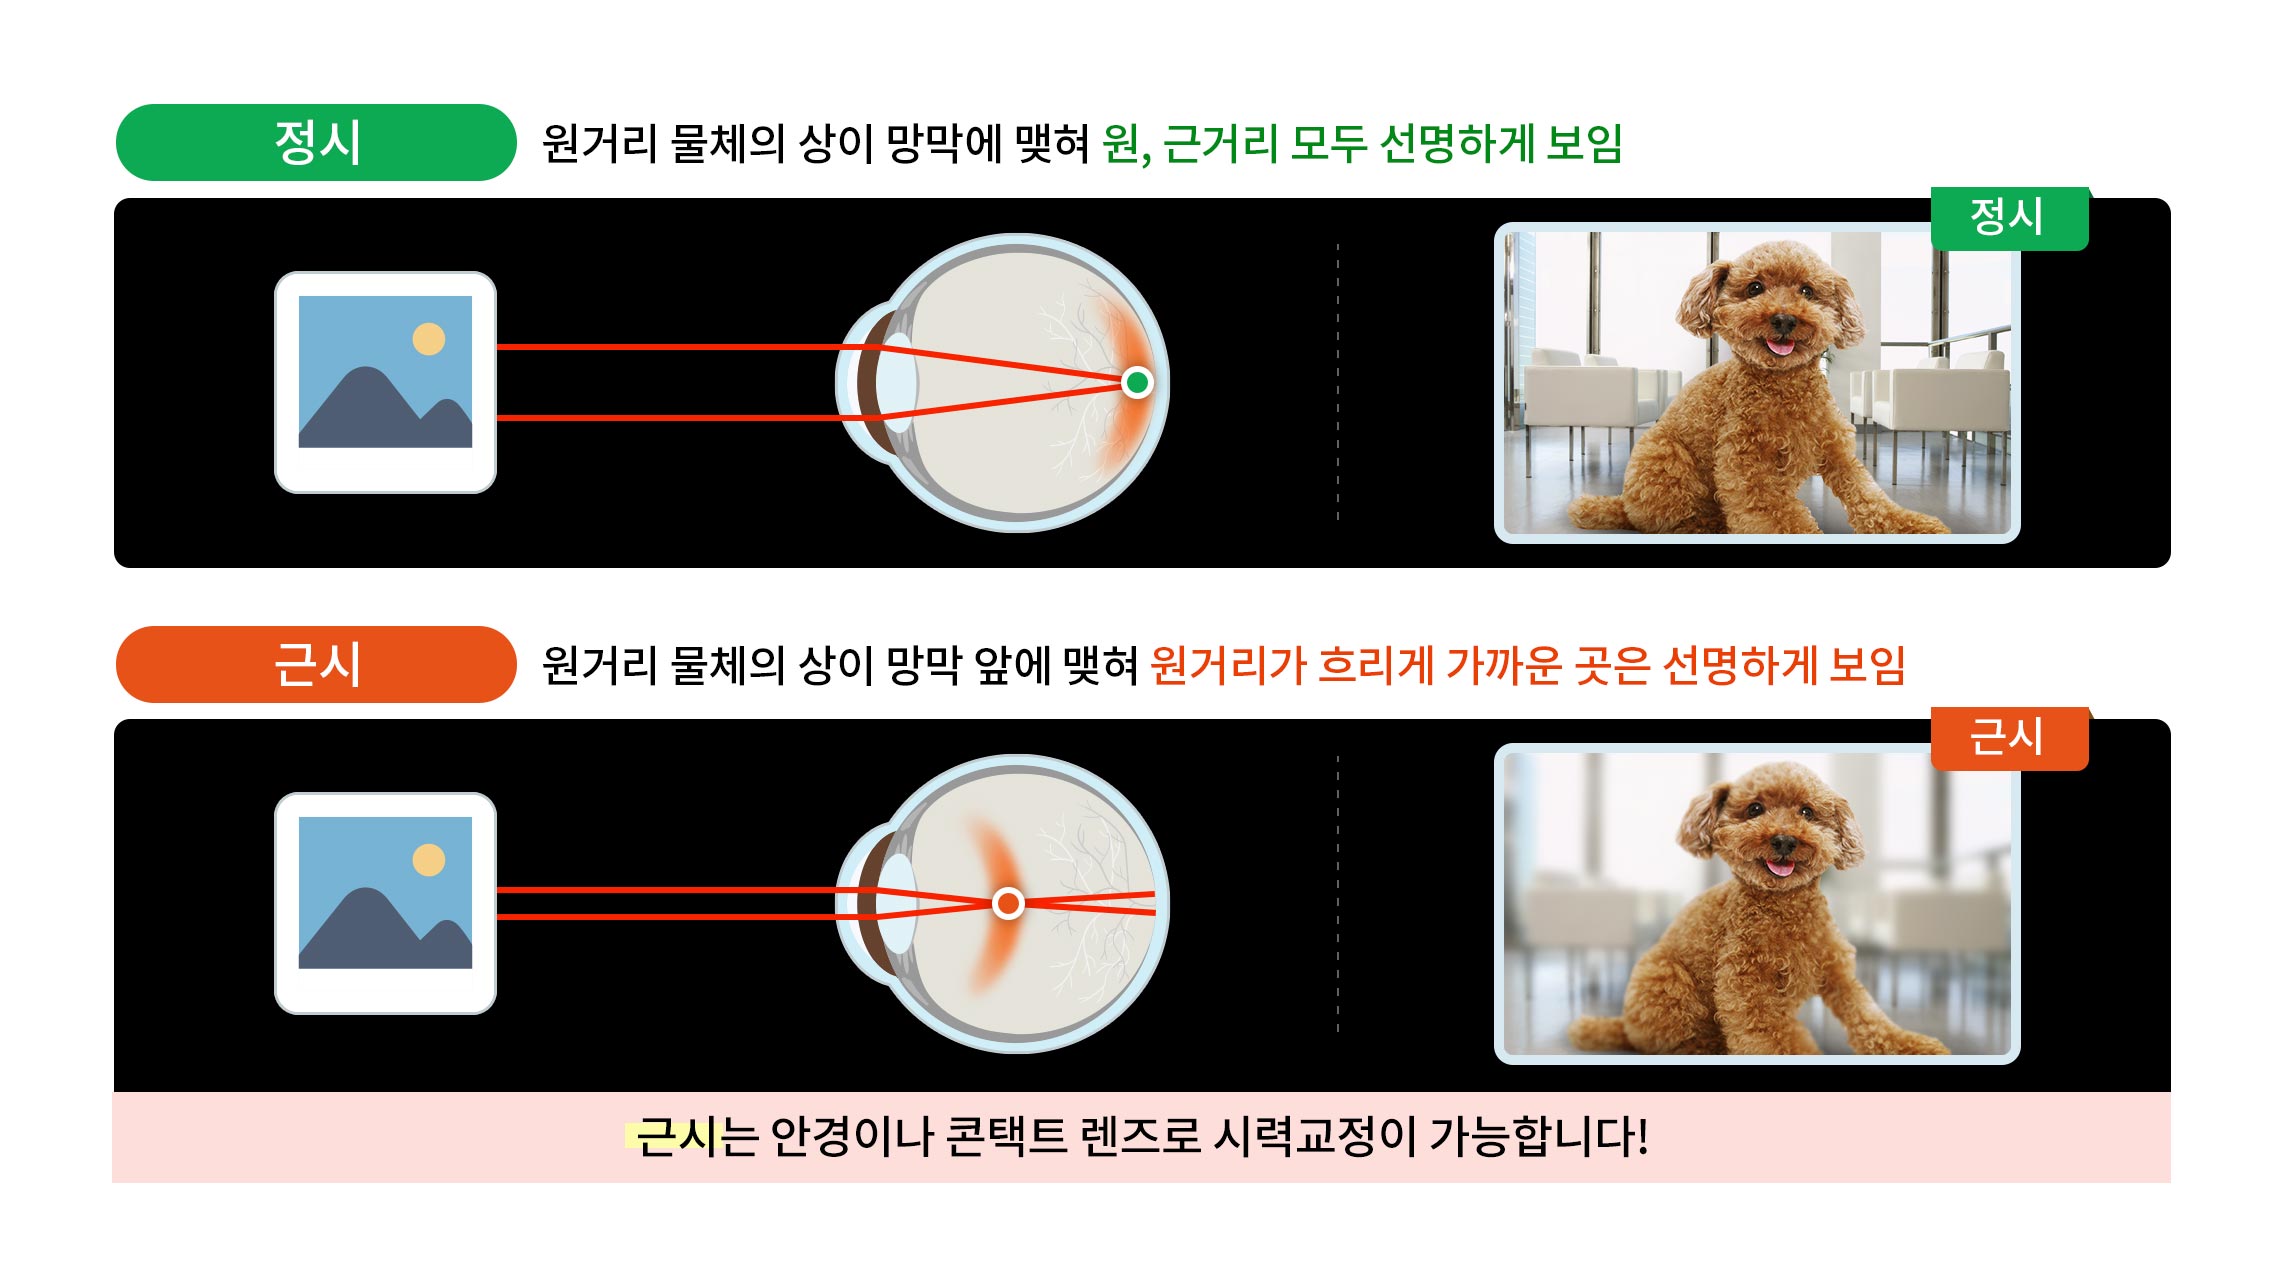 정시
원거리 물체의 상이 망막에 맺혀 원, 근거리 모두 선명하게 보임
정시
근시
원거리 물체의 상이 망막 앞에 맺혀 원거리가 흐리게 가까운 곳은 선명하게 보임
근시
근시는 안경이나 콘택트 렌즈로 시력교정이 가능합니다!